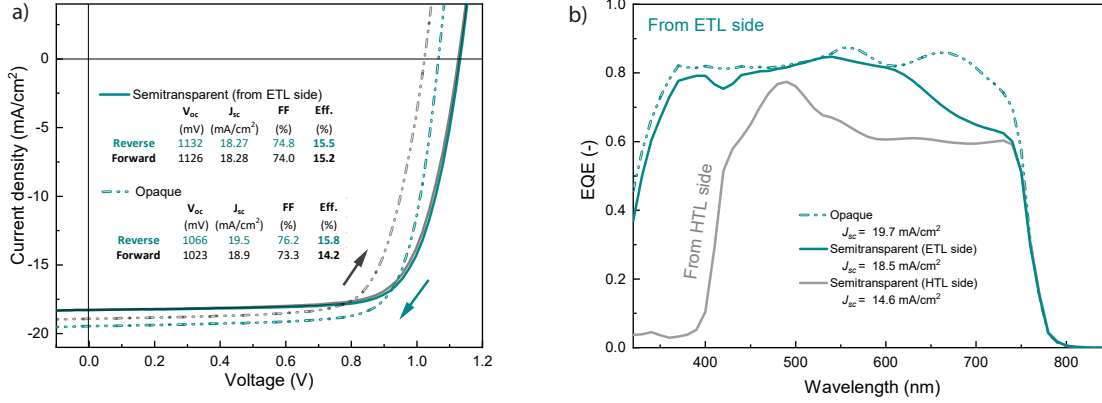 a)
Current density (mA/cm²)
0
-5
-10
-15
-20
0.0 0.2 0.4 0.6 0.8 1.0 1.2
Voltage (V)
Semitransparent (from ETL side)
Voc Jsc FF Eff.
(mV) (mA/cm²) (%) (%)
Reverse 1132 18.27 74.8 15.5
Forward 1126 18.28 74.0 15.2
Opaque
Voc Jsc FF Eff.
(mV) (mA/cm²) (%) (%)
Reverse 1066 19.5 76.2 15.8
Forward 1023 18.9 73.3 14.2
b)
From ETL side
EQE (-)
1.0
0.8
0.6
0.4
0.2
0.0
400 500 600 700 800
Wavelength (nm)
From HTL side
Opaque
Jsc = 19.7 mA/cm²
Semitransparent (ETL side)
Jsc = 18.5 mA/cm²
Semitransparent (HTL side)
Jsc = 14.6 mA/cm²